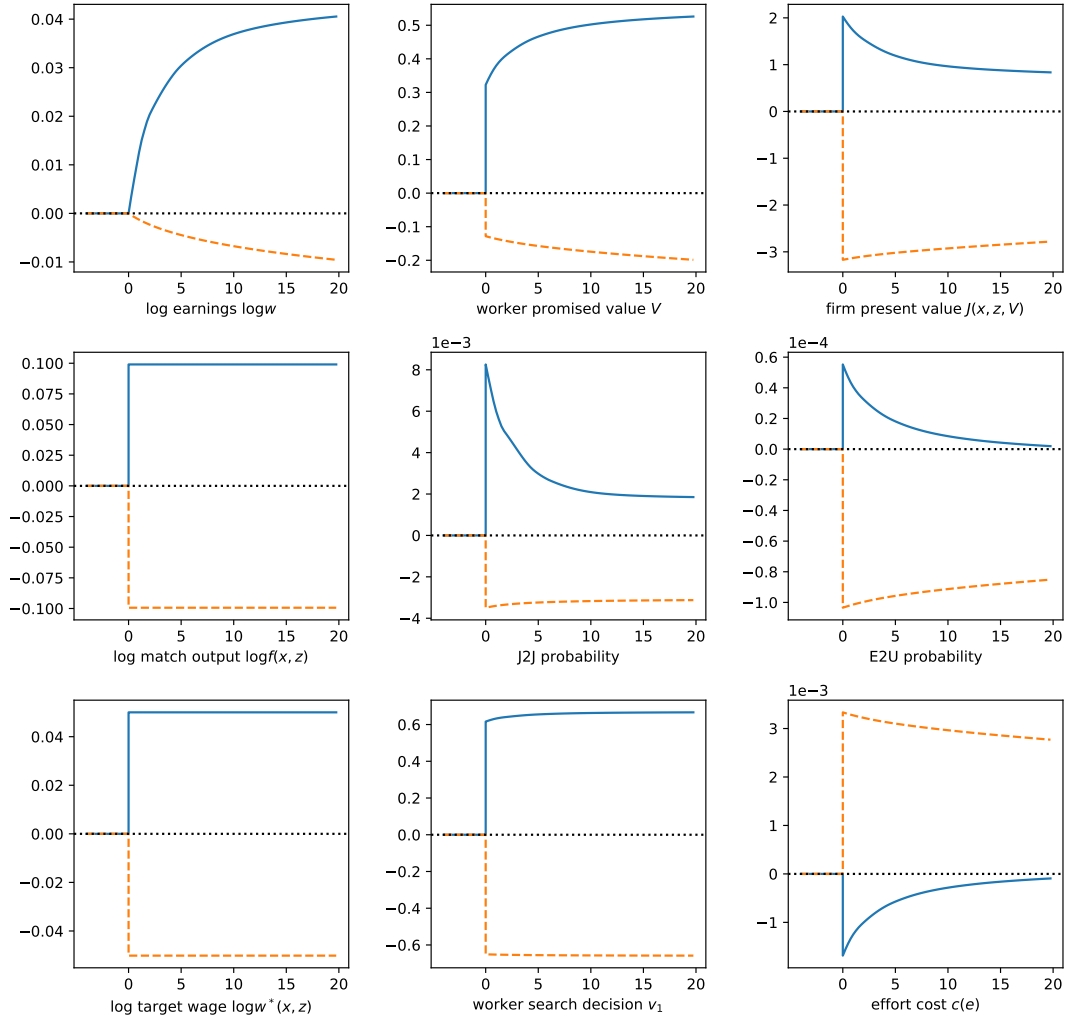 0.04
0.03
0.02
0.01
0.00
−0.01
0 5 10 15 20
log earnings logw
0.5
0.4
0.3
0.2
0.1
0.0
−0.1
−0.2
0 5 10 15 20
worker promised value V
2
1
0
−1
−2
−3
0 5 10 15 20
firm present value J(x, z, V)
0.100
0.075
0.050
0.025
0.000
−0.025
−0.050
−0.075
−0.100
0 5 10 15 20
log match output logf(x, z)
1e−3
8
6
4
2
0
−2
−4
0 5 10 15 20
J2J probability
1e−4
0.6
0.4
0.2
0.0
−0.2
−0.4
−0.6
−0.8
−1.0
0 5 10 15 20
E2U probability
0.04
0.02
0.00
−0.02
−0.04
0 5 10 15 20
log target wage logw*(x, z)
0.6
0.4
0.2
0.0
−0.2
−0.4
−0.6
0 5 10 15 20
worker search decision v₁
1e−3
3
2
1
0
−1
0 5 10 15 20
effort cost c(e)